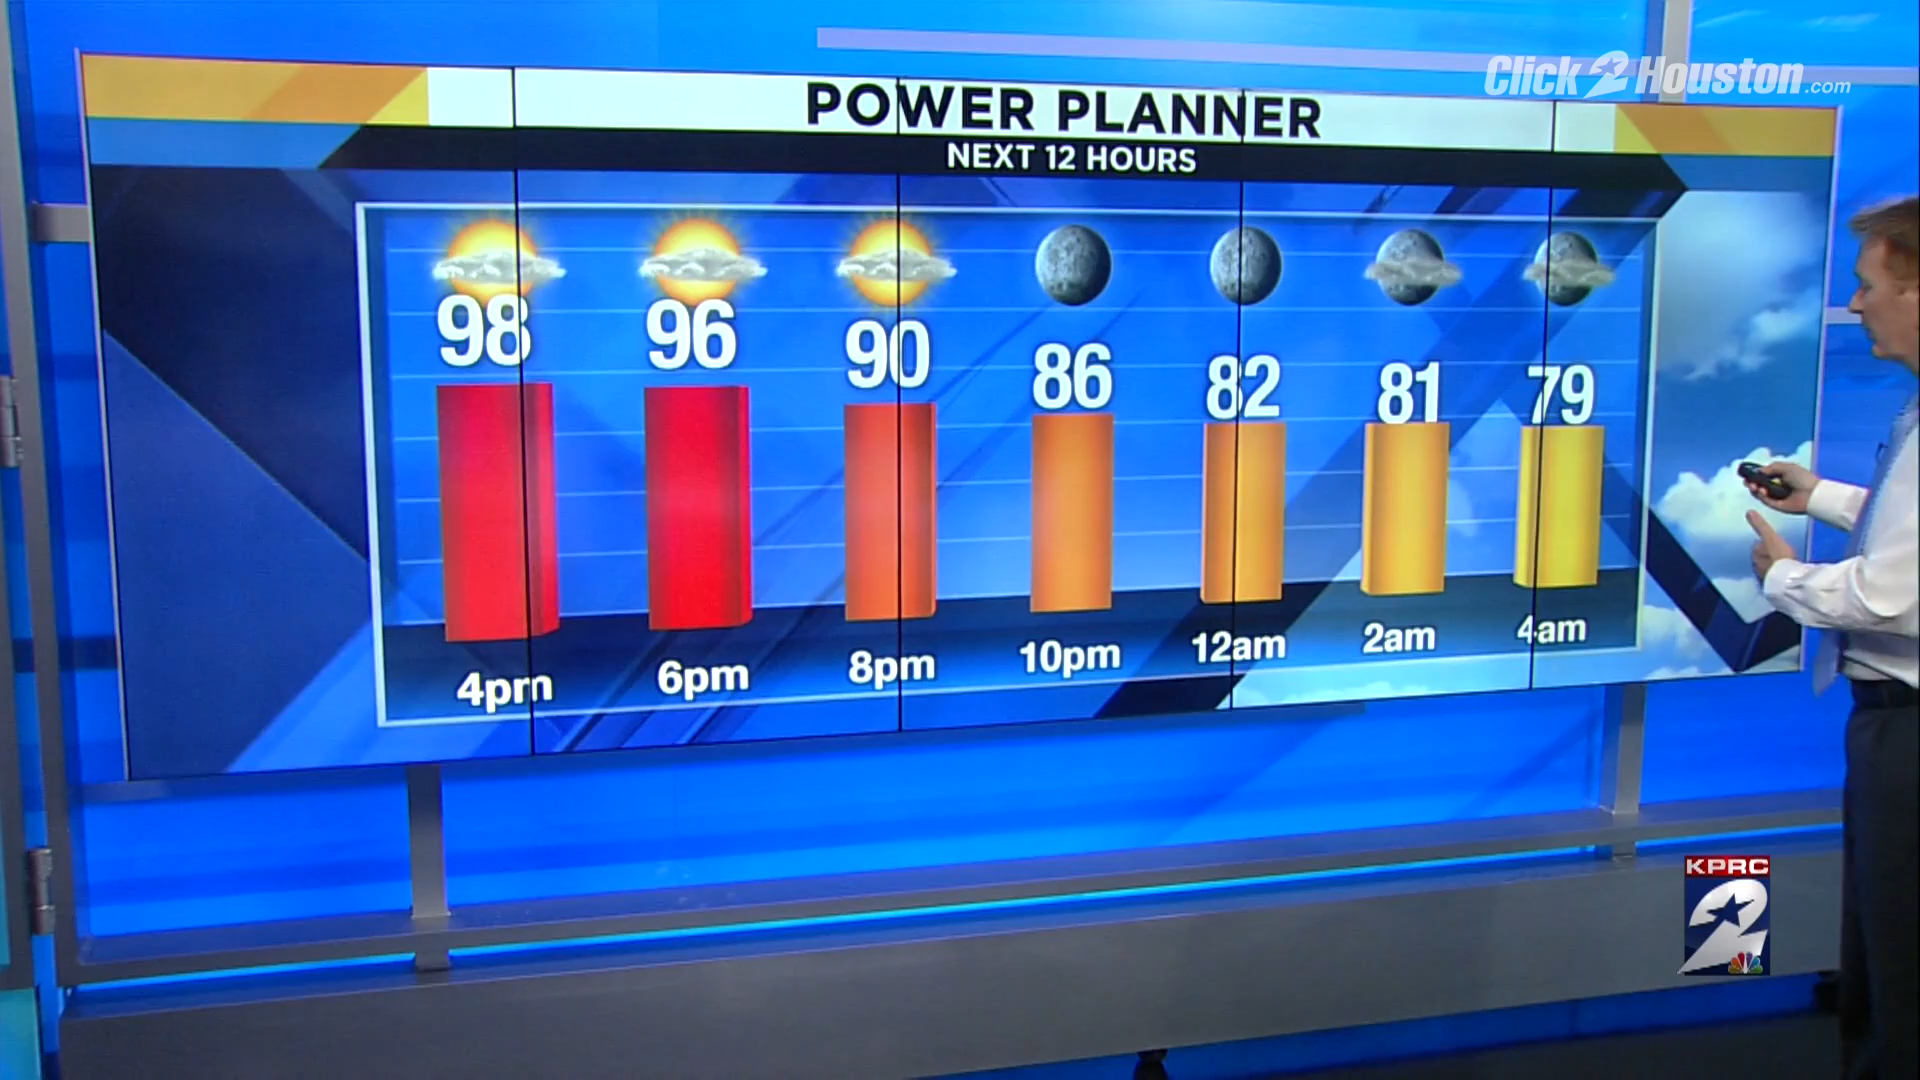 Click2Houston.com
POWER PLANNER
NEXT 12 HOURS
98 96 90 86 82 81 79
4pm 6pm 8pm 10pm 12am 2am 4am
KPRC
2